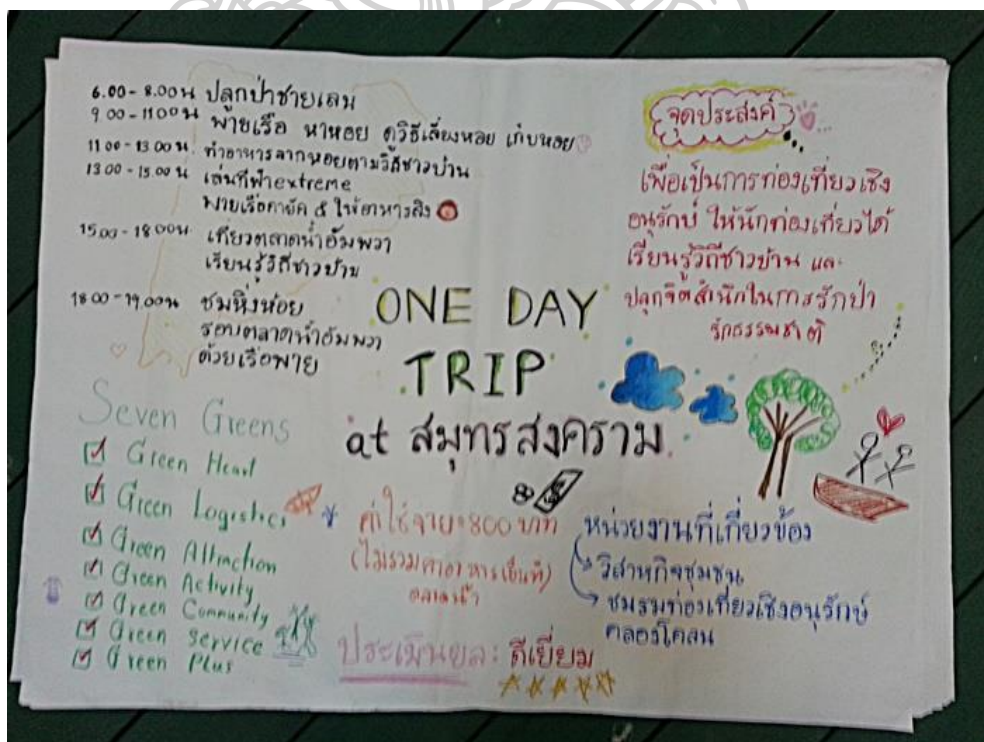 6.00 - 8.00น ปลูกป่าชายเลน
9.00 - 11.00น พายเรือ หาหอย ดูวิธีเลี้ยงหอย เก็บหอย
11.00 - 13.00น. ทำอาหารจากหอยตามวิถีชาวบ้าน
13.00 - 15.00 น เล่นกีฬาextreme
พายเรือคายัค & ให้อาหารลิง
15.00 - 18.00น. เที่ยวตลาดน้ำอัมพวา
เรียนรู้วิถีชาวบ้าน
18.00 - 19.00น ชมหิ่งห้อย
รอบตลาดน้ำอัมพวา
ด้วยเรือพาย
จุดประสงค์
เพื่อเป็นการท่องเที่ยวเชิง
อนุรักษ์ ให้นักท่องเที่ยวได้
เรียนรู้วิถีชาวบ้าน และ
ปลุกจิตสำนึกในการรักป่า
รักธรรมชาติ
ONE DAY
TRIP
at สมุทรสงคราม
Seven Greens
Green Heart
Green Logistics
Green Attraction
Green Activity
Green Community
Green Service
Green Plus
ค่าใช้จ่าย = 800 บาท
(ไม่รวมค่าอาหารเย็นที่)
ตลาดน้ำ
ประเมินผล: ดีเยี่ยม
หน่วยงานที่เกี่ยวข้อง
วิสาหกิจชุมชน
ชมรมท่องเที่ยวเชิงอนุรักษ์
คลองโคลน